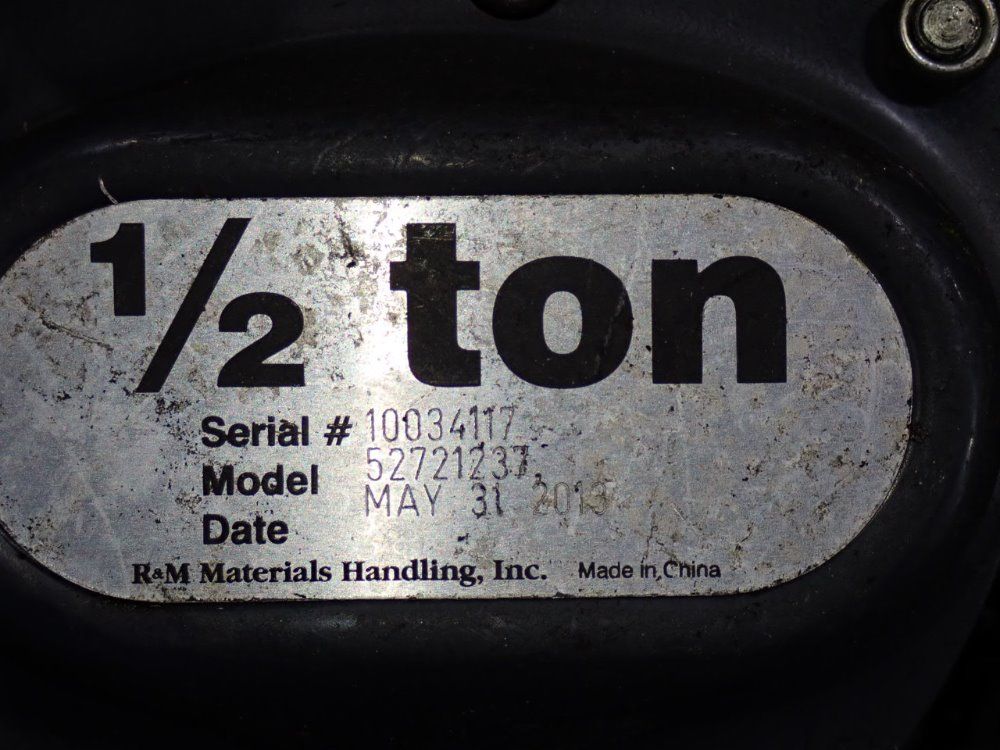 1/2 ton
Serial # 10034117
Model 52721237
Date MAY 31 2013
R&M Materials Handling, Inc. Made in China